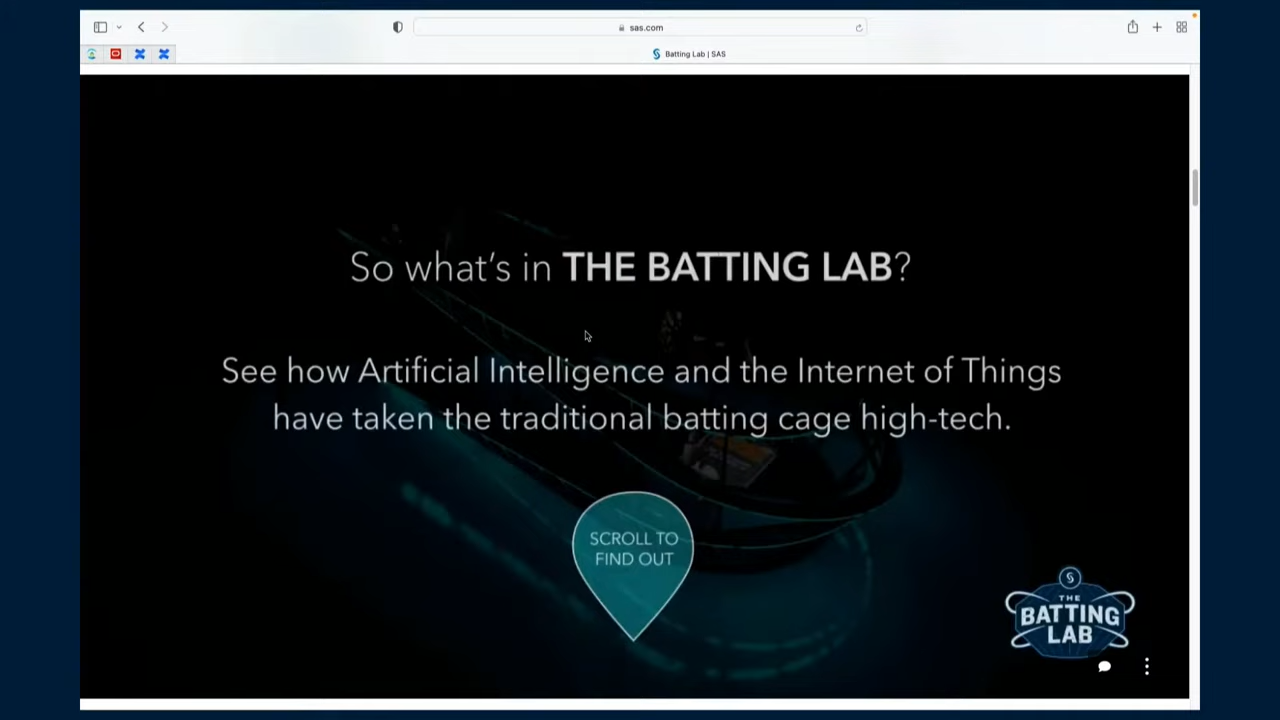 sas.com
Batting Lab | SAS
So what's in THE BATTING LAB?
See how Artificial Intelligence and the Internet of Things
have taken the traditional batting cage high-tech.
SCROLL TO
FIND OUT
THE
BATTING
LAB